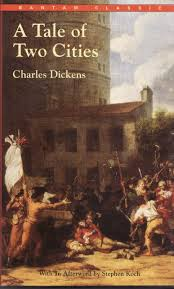 BANTAM CLASSIC
A Tale of
Two Cities
Charles Dickens
With an Afterword by Stephen Koch